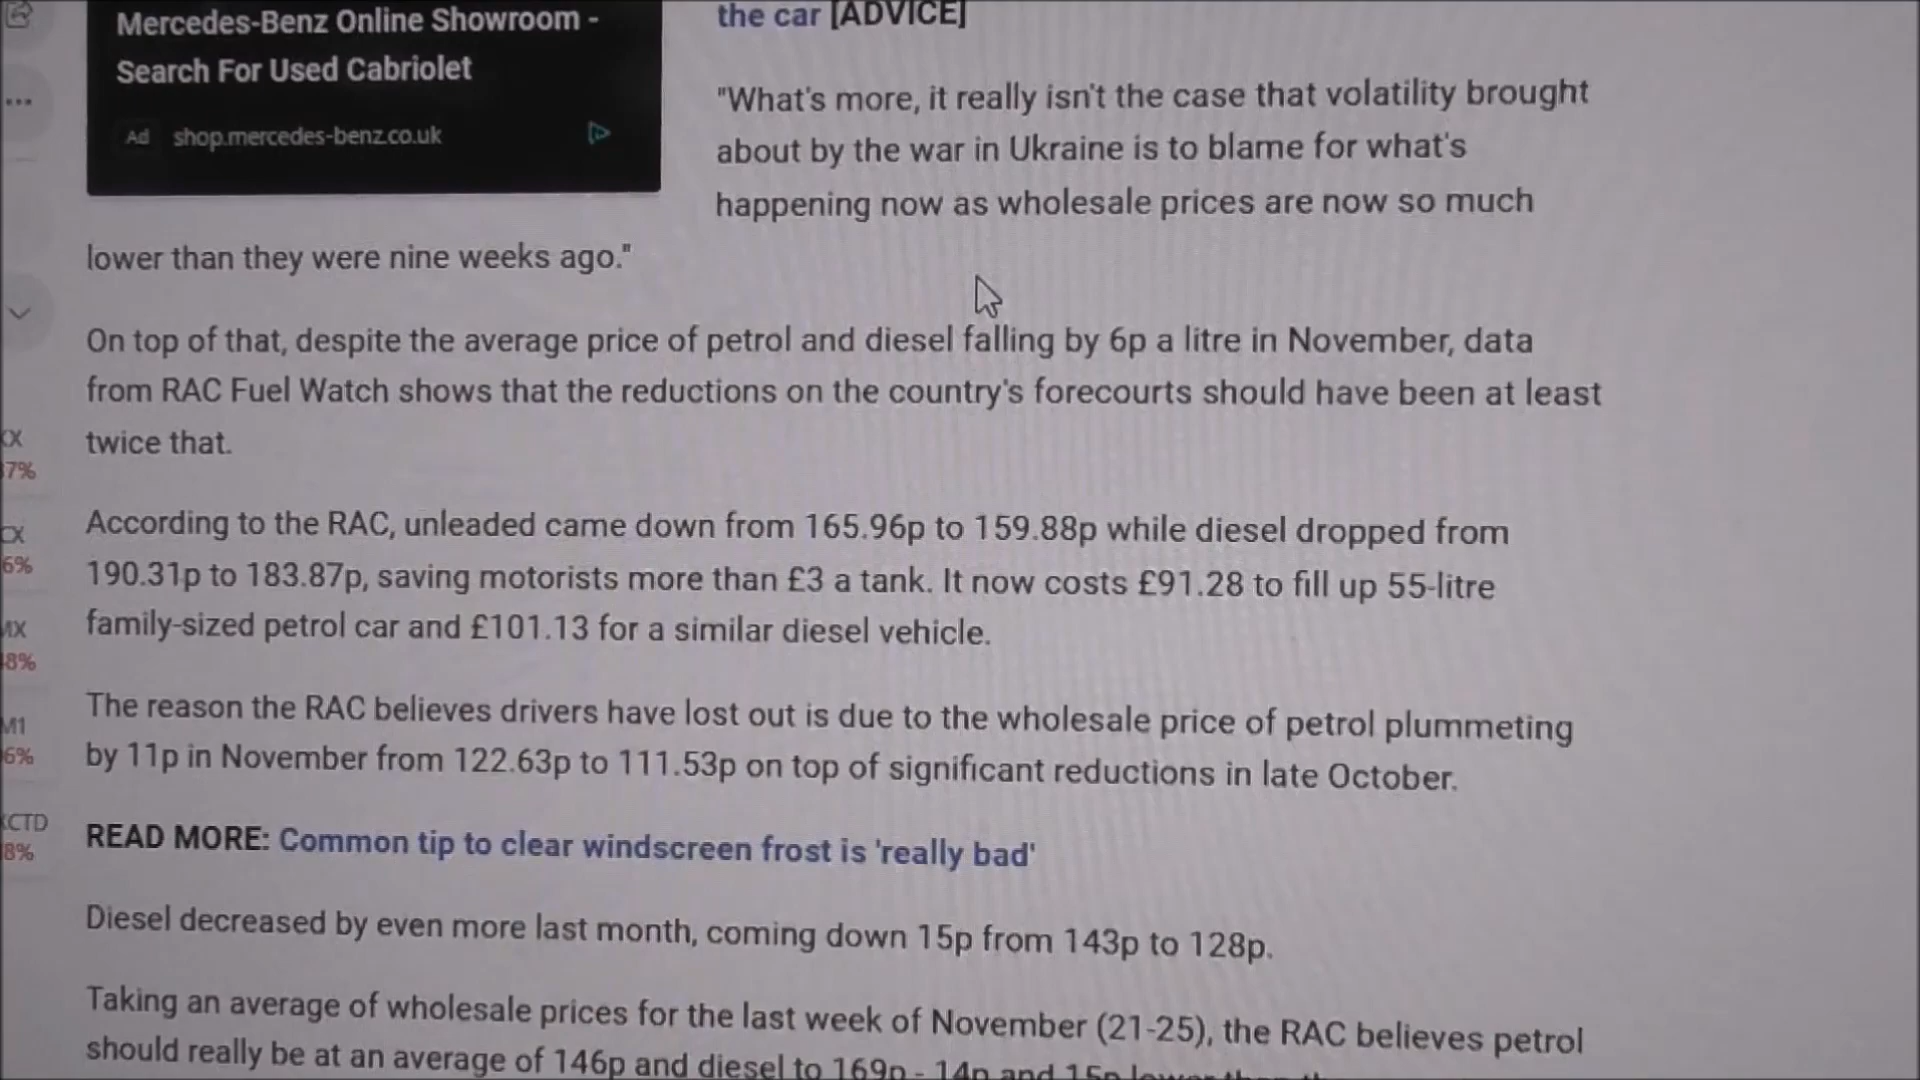 Mercedes-Benz Online Showroom -
Search For Used Cabriolet
Ad shop.mercedes-benz.co.uk
the car [ADVICE]
"What's more, it really isn't the case that volatility brought
about by the war in Ukraine is to blame for what's
happening now as wholesale prices are now so much
lower than they were nine weeks ago."
On top of that, despite the average price of petrol and diesel falling by 6p a litre in November, data
from RAC Fuel Watch shows that the reductions on the country's forecourts should have been at least
twice that.
According to the RAC, unleaded came down from 165.96p to 159.88p while diesel dropped from
190.31p to 183.87p, saving motorists more than £3 a tank. It now costs £91.28 to fill up 55-litre
family-sized petrol car and £101.13 for a similar diesel vehicle.
The reason the RAC believes drivers have lost out is due to the wholesale price of petrol plummeting
by 11p in November from 122.63p to 111.53p on top of significant reductions in late October.
READ MORE: Common tip to clear windscreen frost is 'really bad'
Diesel decreased by even more last month, coming down 15p from 143p to 128p.
Taking an average of wholesale prices for the last week of November (21-25), the RAC believes petrol
should really be at an average of 146p and diesel to 169p - 14p and 15p lower than